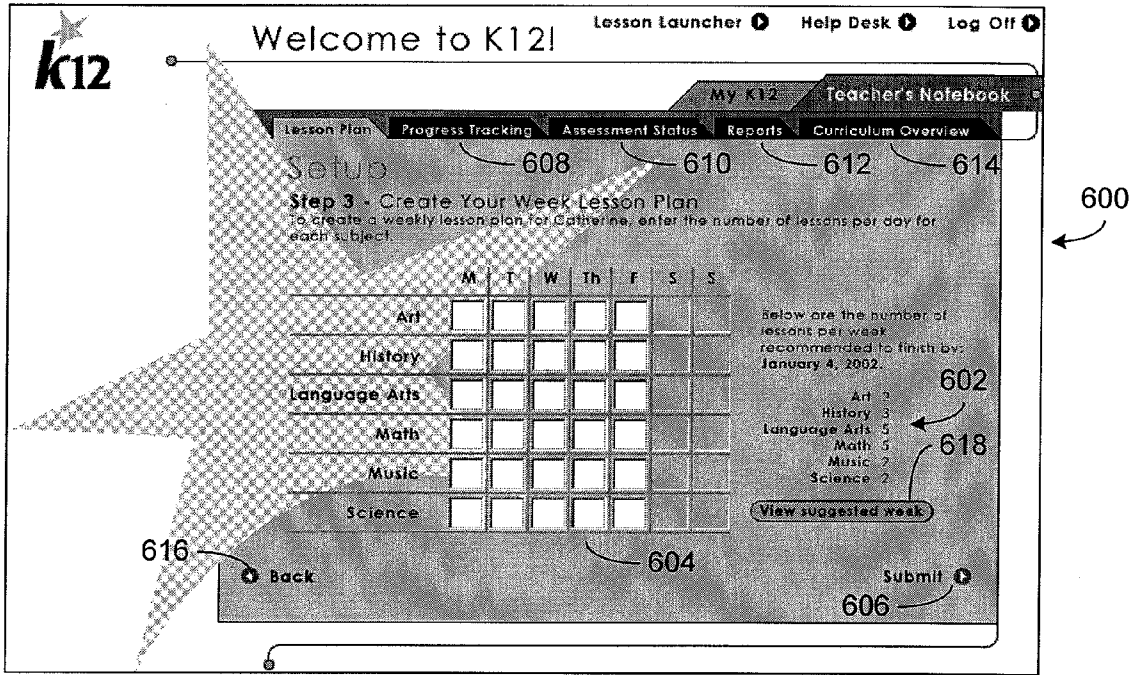 k12
Welcome to K12!
Lesson Launcher
Help Desk
Log Off
My K12
Teacher's Notebook
Lesson Plan
Progress Tracking
Assessment Status
Reports
Curriculum Overview
608
610
612
614
Setup
Step 3 - Create Your Week Lesson Plan
To create a weekly lesson plan for Catherine, enter the number of lessons per day for
each subject.
600
M T W Th F S S
Art
History
Language Arts
Math
Music
Science
Below are the number of
lessons per week
recommended to finish by:
January 4, 2002.
602
Art
History 3
Language Arts 5
Math 5
Music
Science 2
618
View suggested week
604
616
Back
Submit
606